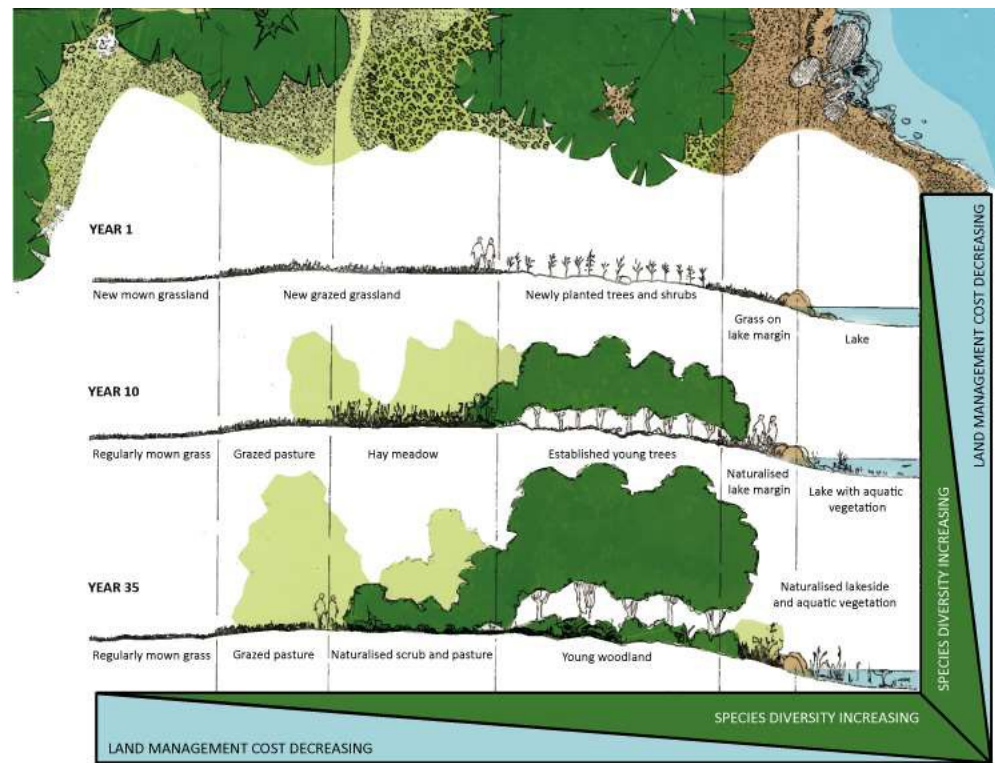 YEAR 1
New mown grassland
New grazed grassland
Newly planted trees and shrubs
Grass on
lake margin
Lake
YEAR 10
Regularly mown grass
Grazed pasture
Hay meadow
Established young trees
Naturalised
lake margin
Lake with aquatic
vegetation
YEAR 35
Naturalised lakeside
and aquatic vegetation
Regularly mown grass
Grazed pasture
Naturalised scrub and pasture
Young woodland
LAND MANAGEMENT COST DECREASING
SPECIES DIVERSITY INCREASING
SPECIES DIVERSITY INCREASING
LAND MANAGEMENT COST DECREASING